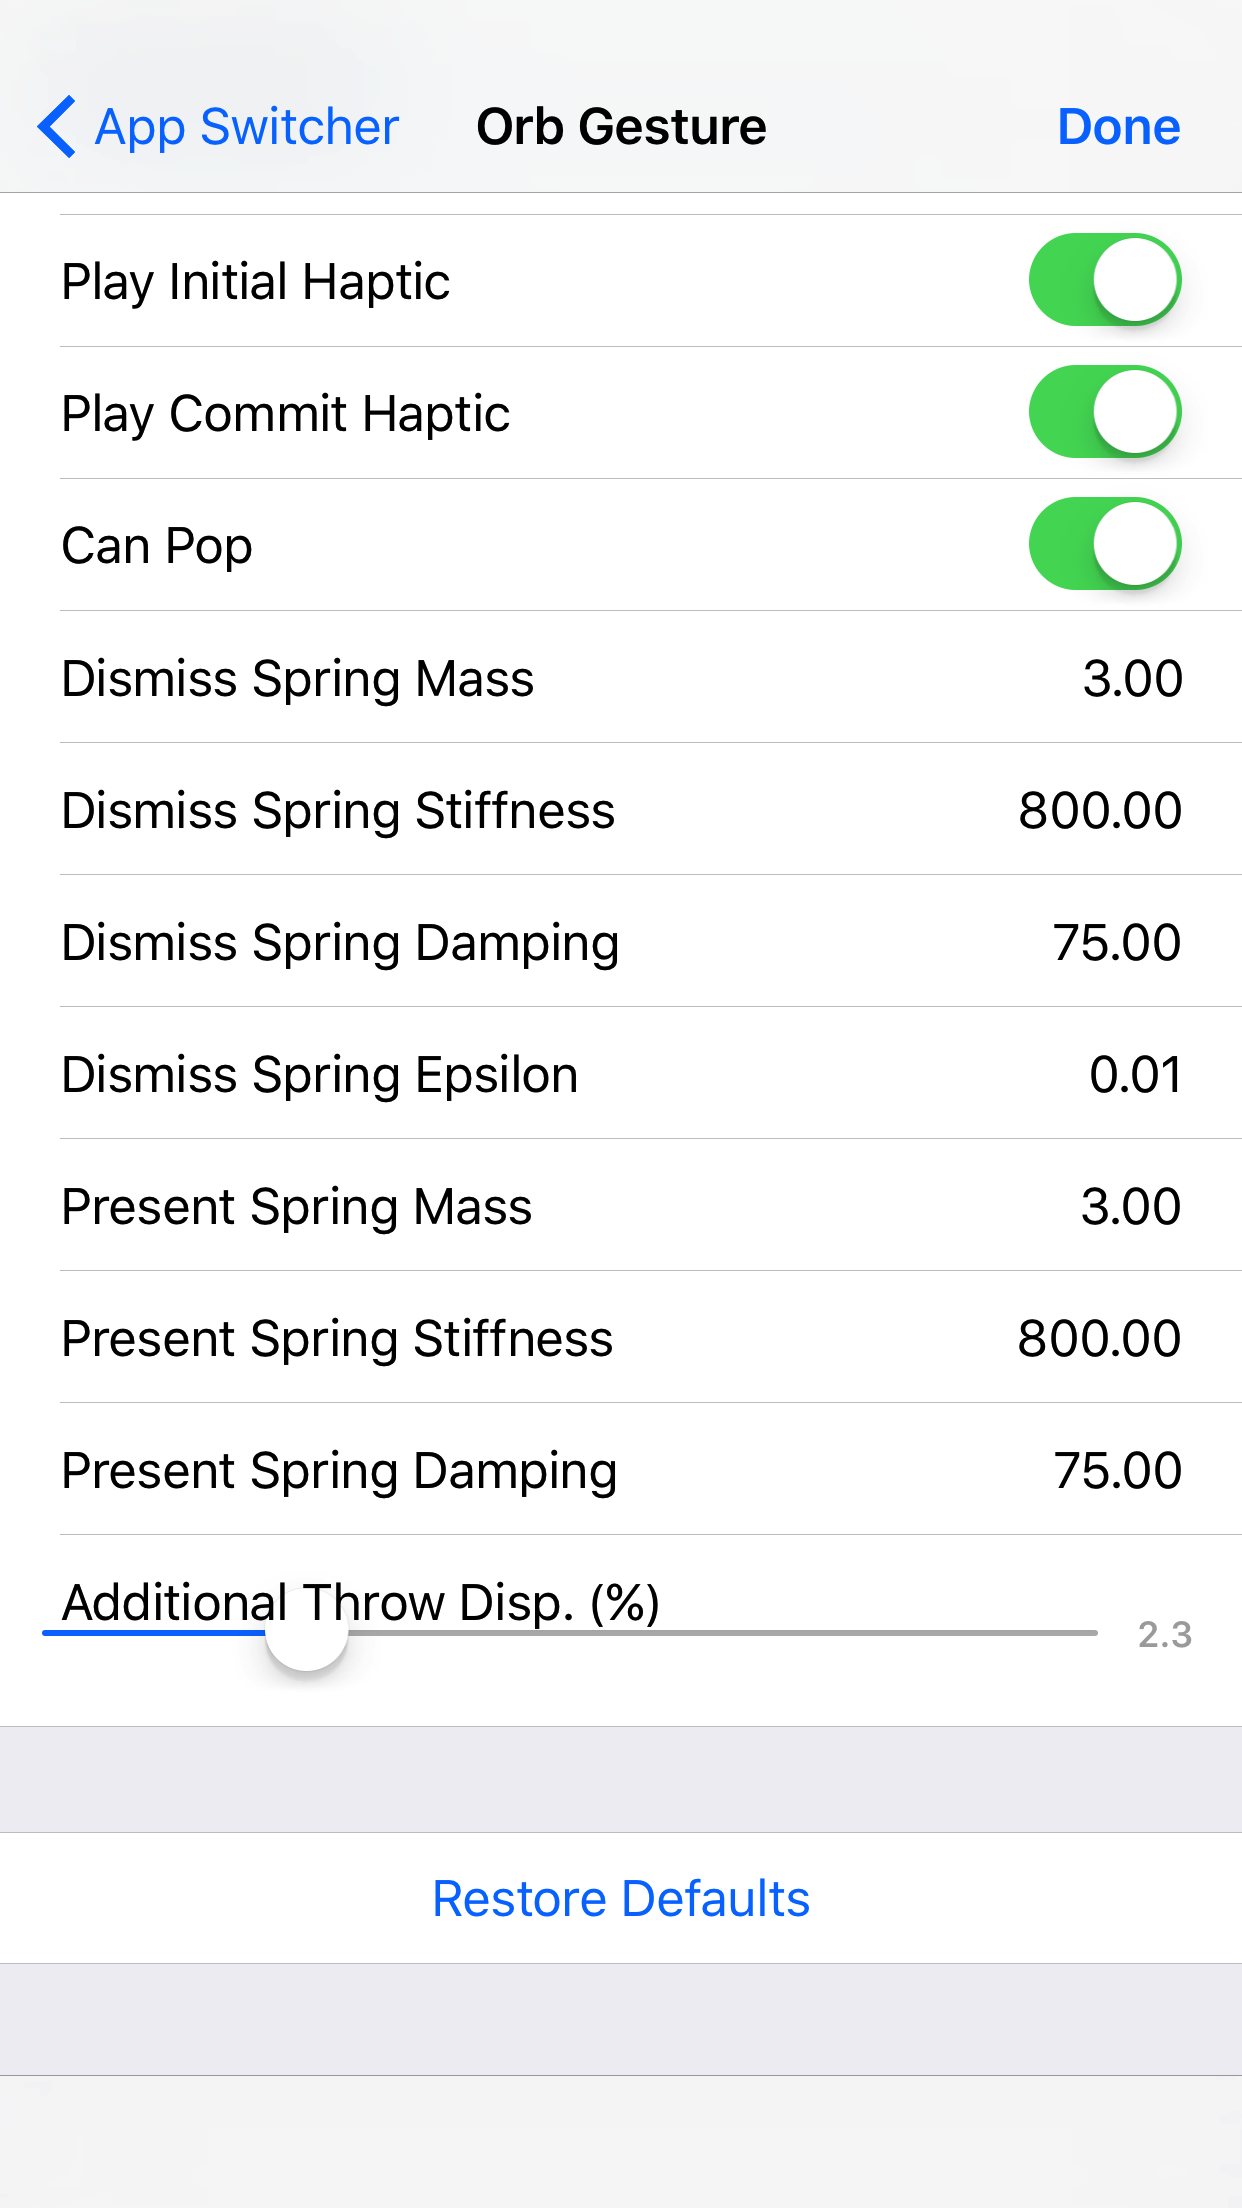 App Switcher Orb Gesture Done
Play Initial Haptic
Play Commit Haptic
Can Pop
Dismiss Spring Mass 3.00
Dismiss Spring Stiffness 800.00
Dismiss Spring Damping 75.00
Dismiss Spring Epsilon 0.01
Present Spring Mass 3.00
Present Spring Stiffness 800.00
Present Spring Damping 75.00
Additional Throw Disp. (%) 2.3
Restore Defaults